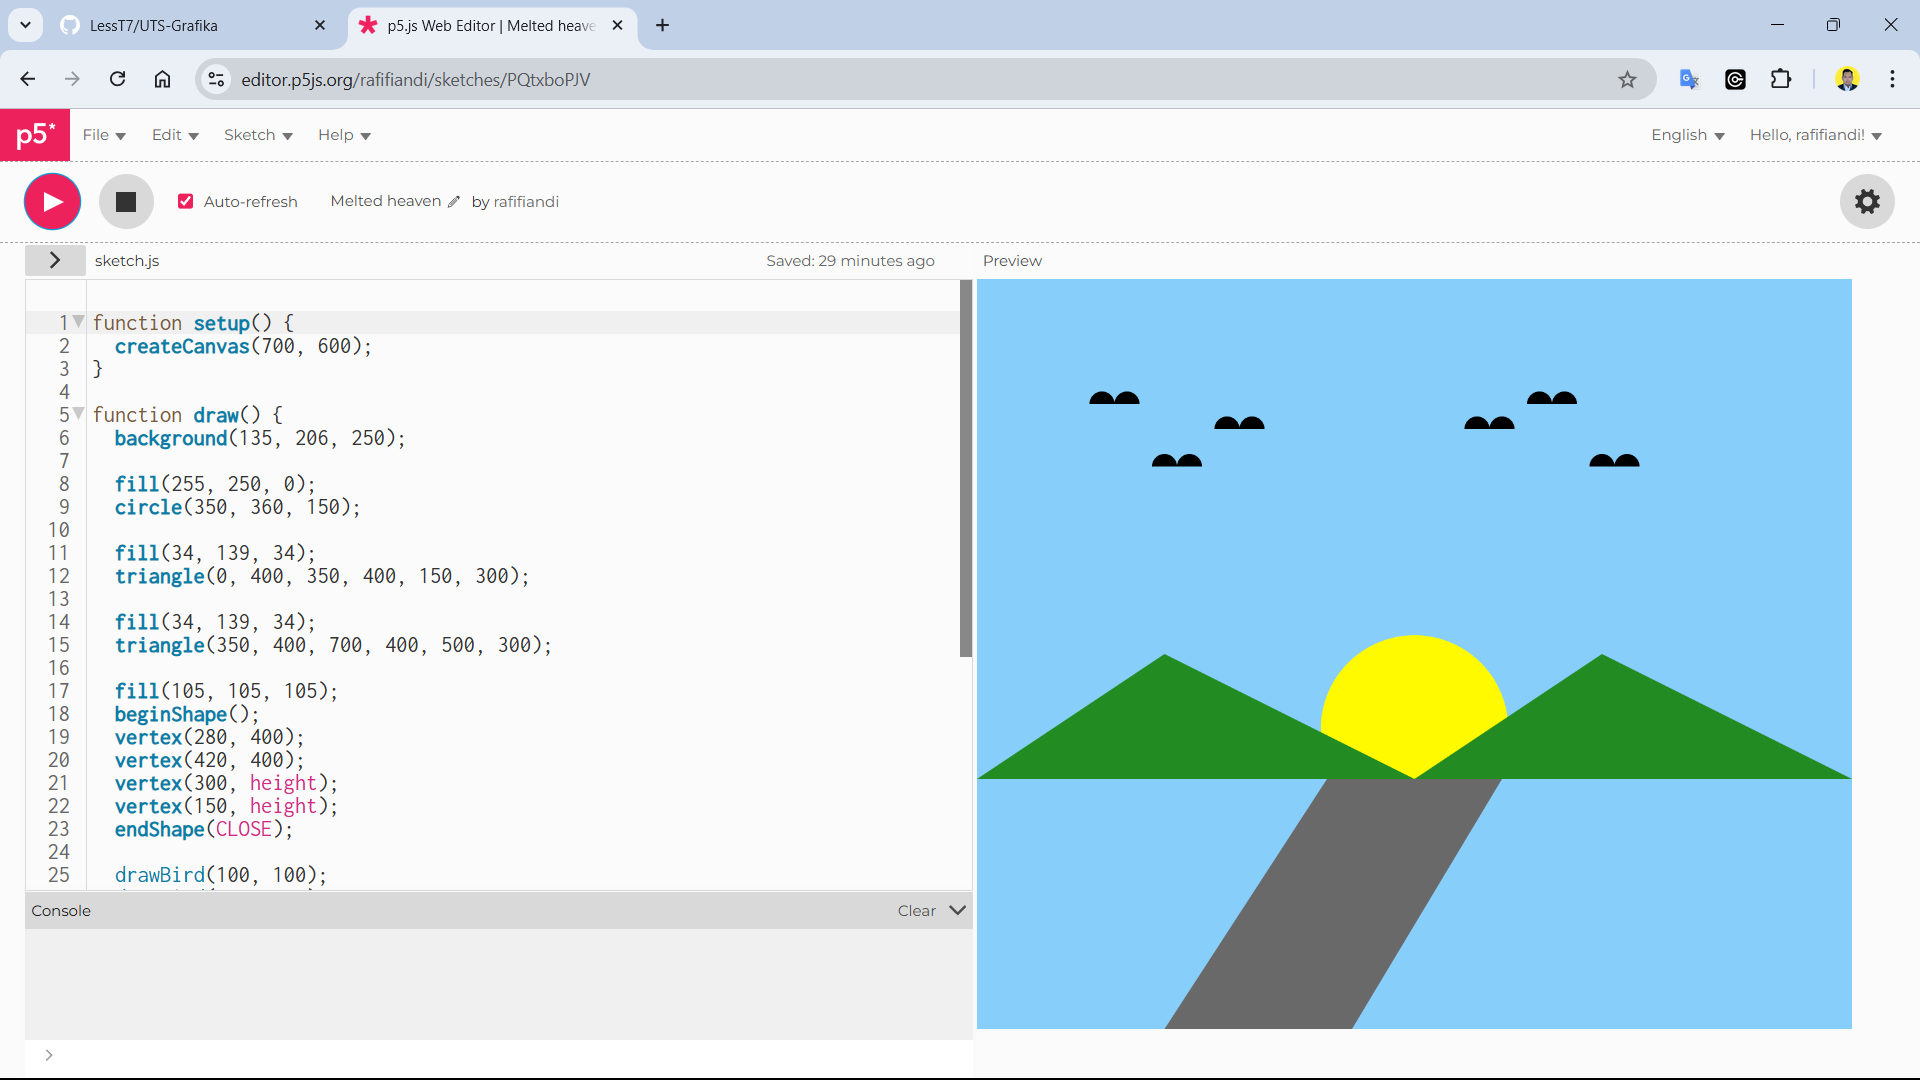 LessT7/UTS-Grafika
p5.js Web Editor | Melted heave
editor.p5js.org/rafifiandi/sketches/PQtxboPJV
p5*
File
Edit
Sketch
Help
English
Hello, rafifiandi!
Auto-refresh
Melted heaven
by rafifiandi
sketch.js
Saved: 29 minutes ago
Preview
1 function setup() {
2 createCanvas(700, 600);
3 }
4
5 function draw() {
6 background(135, 206, 250);
7
8 fill(255, 250, 0);
9 circle(350, 360, 150);
10
11 fill(34, 139, 34);
12 triangle(0, 400, 350, 400, 150, 300);
13
14 fill(34, 139, 34);
15 triangle(350, 400, 700, 400, 500, 300);
16
17 fill(105, 105, 105);
18 beginShape();
19 vertex(280, 400);
20 vertex(420, 400);
21 vertex(300, height);
22 vertex(150, height);
23 endShape(CLOSE);
24
25 drawBird(100, 100);
Console
Clear
>